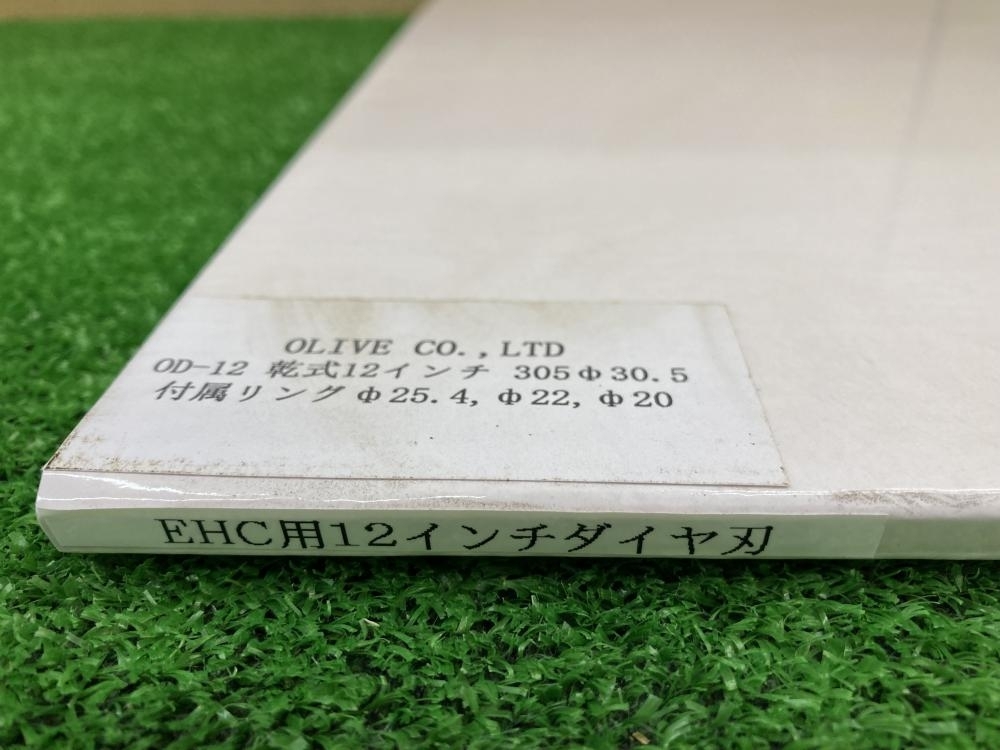 OLIVE CO.,LTD
OD-12 乾式12インチ 305Φ30.5
付属リングΦ25.4,Φ22,Φ20
EHC用12インチダイヤ刃